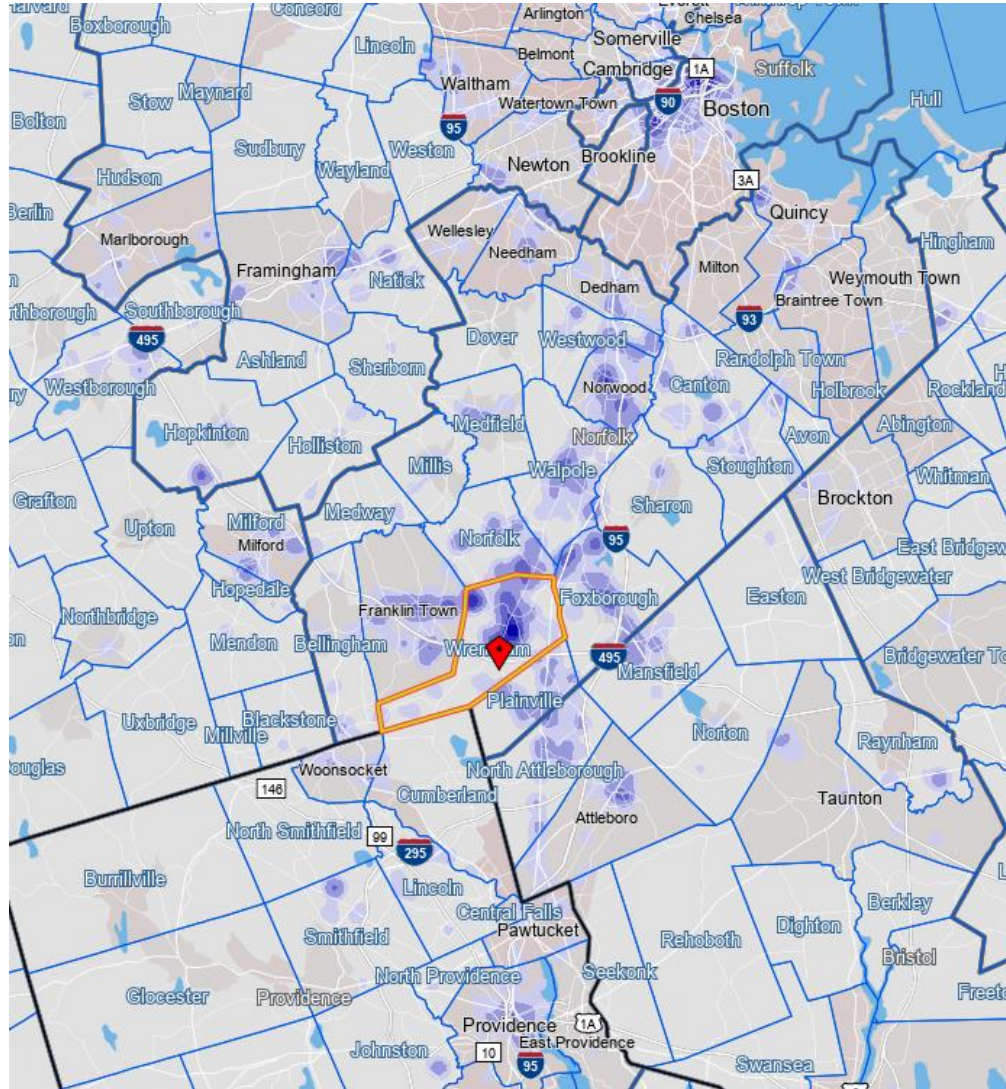 Concord
Boxborough
Lincoln
Arlington
Chelsea
Belmont
Somerville
Cambridge
1A
Suffolk
Stow
Maynard
Waltham
Watertown Town
90
Boston
Hull
Bolton
95
Sudbury
Wayland
Weston
Newton
Brookline
3A
Hudson
Berlin
Quincy
Wellesley
Needham
Hingham
Marlborough
Framingham
Natick
Milton
Weymouth Town
Dedham
Braintree Town
Southborough
93
495
Dover
Westwood
Ashland
Sherborn
Randolph Town
Westborough
Norwood
Canton
Holbrook
Rockland
Hopkinton
Holliston
Medfield
Norfolk
Avon
Abington
Millis
Walpole
Stoughton
Whitman
Grafton
Medway
Sharon
Brockton
Upton
Milford
Milford
Norfolk
95
Hopedale
West Bridgewater
Northbridge
Franklin Town
Foxborough
Easton
Mendon
Bellingham
Wrentham
495
Mansfield
Plainville
Uxbridge
Blackstone
Millville
Norton
Raynham
Woonsocket
North Attleborough
146
Cumberland
Taunton
Attleboro
North Smithfield
99
295
Burrillville
Lincoln
Berkley
Central Falls
Dighton
Smithfield
Pawtucket
Rehoboth
Bristol
North Providence
Seekonk
Glocester
Providence
Providence
1A
East Providence
Johnston
10
95
Swansea